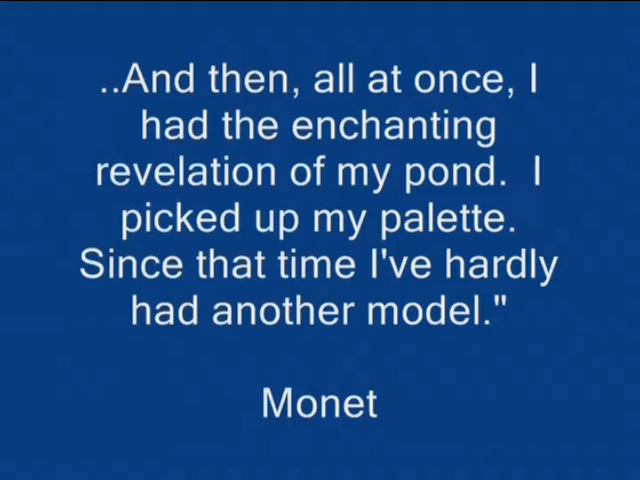 ..And then, all at once, I
had the enchanting
revelation of my pond.  I
picked up my palette.
Since that time I've hardly
had another model."
Monet